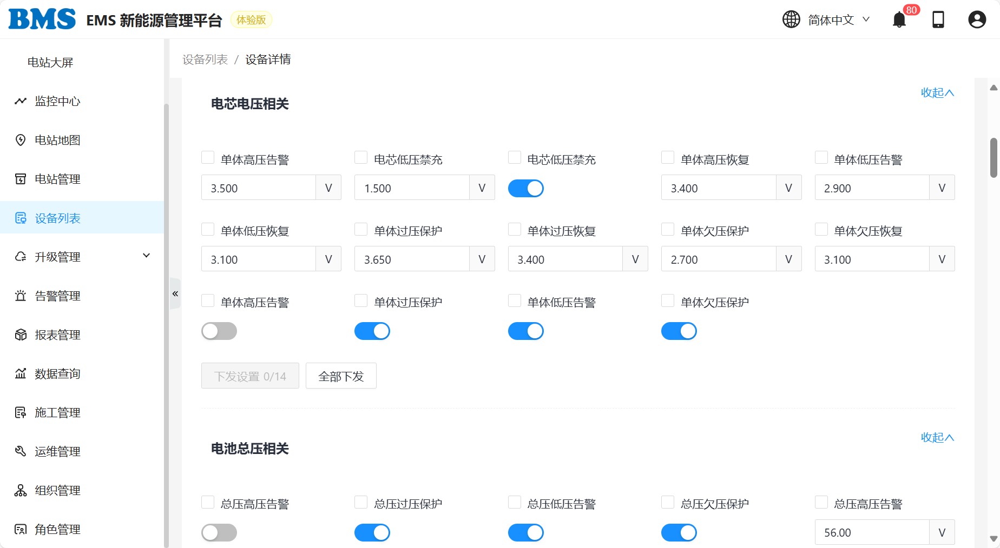 BMS EMS 新能源管理平台 体验版 简体中文 80
电站大屏
监控中心
电站地图
电站管理
设备列表
升级管理
告警管理
报表管理
数据查询
施工管理
运维管理
组织管理
角色管理
«
设备列表 / 设备详情
电芯电压相关 收起
单体高压告警 电芯低压禁充 电芯低压禁充 单体高压恢复 单体低压告警
3.500 V 1.500 V 3.400 V 2.900 V
单体低压恢复 单体过压保护 单体过压恢复 单体欠压保护 单体欠压恢复
3.100 V 3.650 V 3.400 V 2.700 V 3.100 V
单体高压告警 单体过压保护 单体低压告警 单体欠压保护
下发设置 0/14 全部下发
电池总压相关 收起
总压高压告警 总压过压保护 总压低压告警 总压欠压保护 总压高压告警
56.00 V